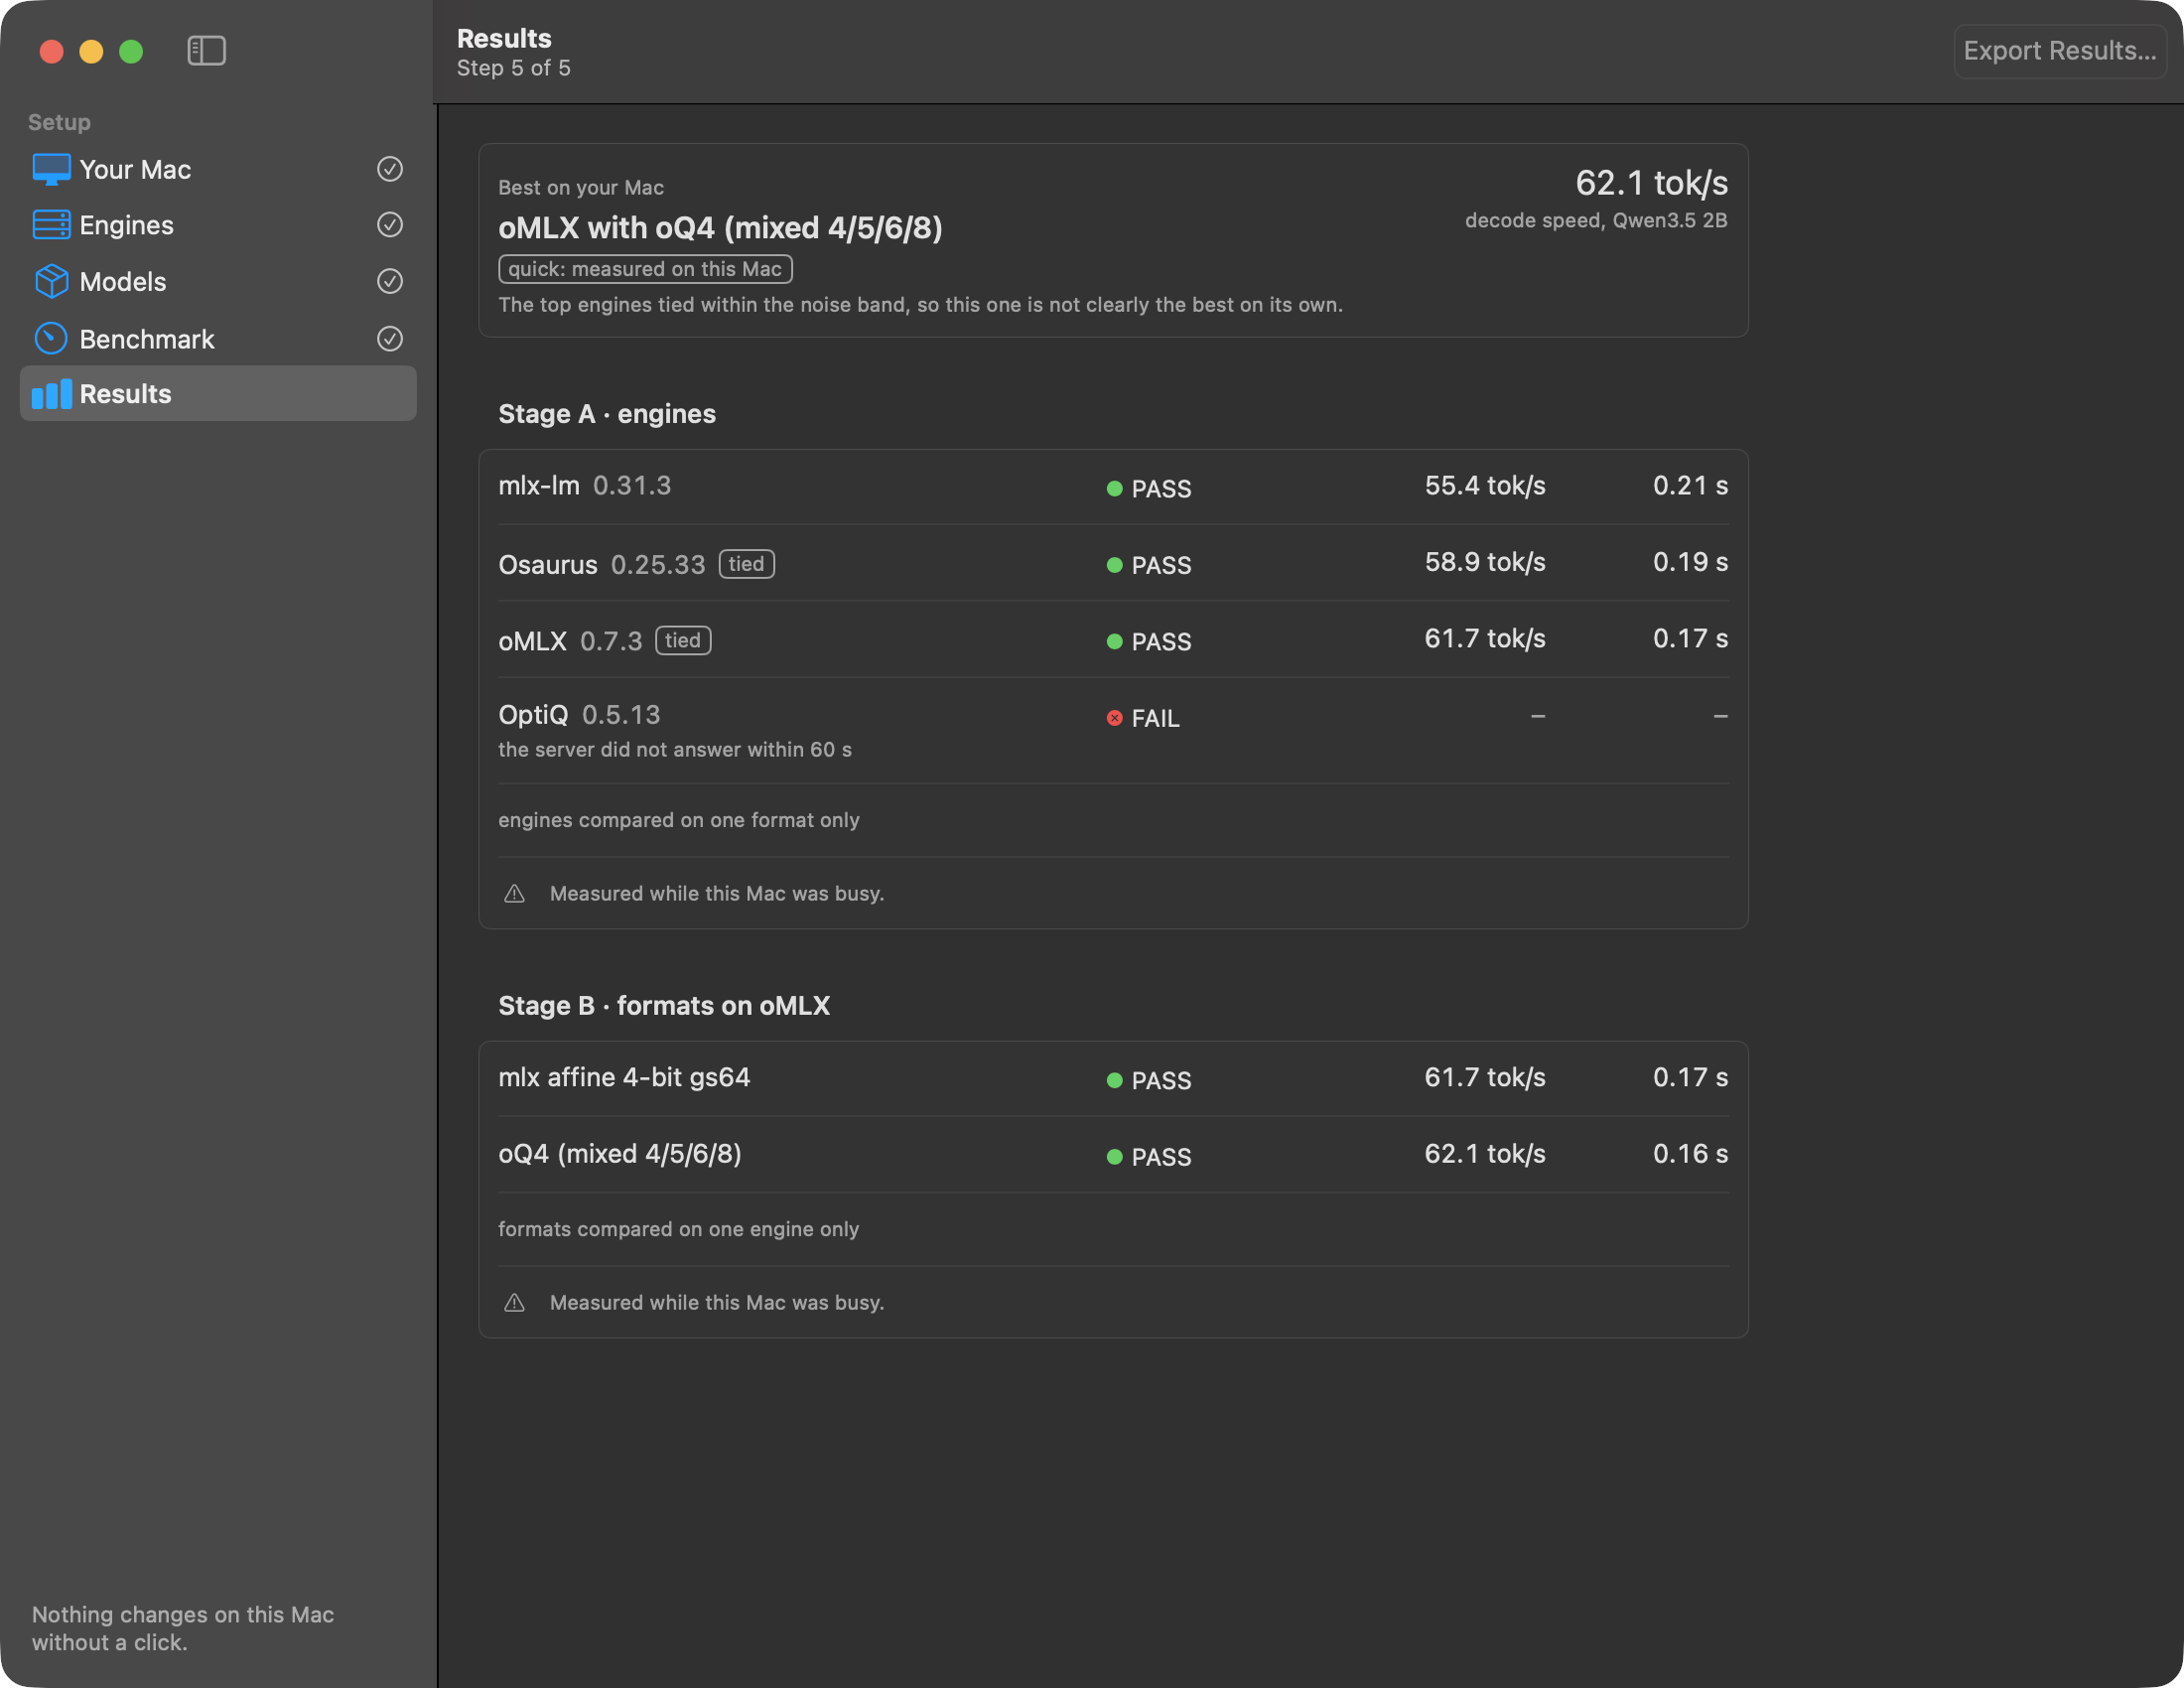 Results
Step 5 of 5
Export Results...
Setup
Your Mac
Engines
Models
Benchmark
Results
Nothing changes on this Mac
without a click.
Best on your Mac
oMLX with oQ4 (mixed 4/5/6/8)
quick: measured on this Mac
The top engines tied within the noise band, so this one is not clearly the best on its own.
62.1 tok/s
decode speed, Qwen3.5 2B
Stage A · engines
mlx-lm 0.31.3 PASS 55.4 tok/s 0.21 s
Osaurus 0.25.33 tied PASS 58.9 tok/s 0.19 s
oMLX 0.7.3 tied PASS 61.7 tok/s 0.17 s
OptiQ 0.5.13 FAIL – –
the server did not answer within 60 s
engines compared on one format only
Measured while this Mac was busy.
Stage B · formats on oMLX
mlx affine 4-bit gs64 PASS 61.7 tok/s 0.17 s
oQ4 (mixed 4/5/6/8) PASS 62.1 tok/s 0.16 s
formats compared on one engine only
Measured while this Mac was busy.